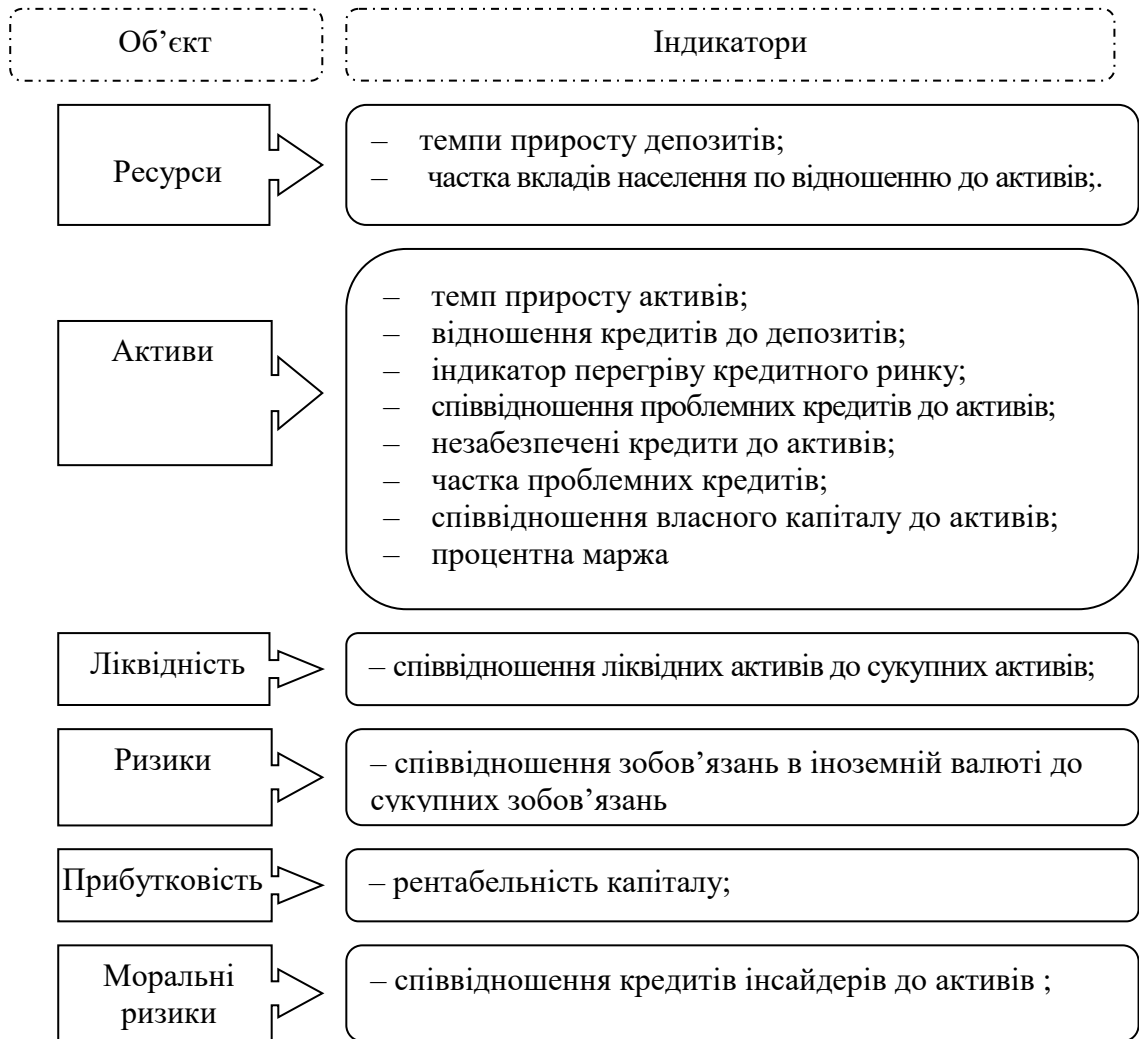 Об’єкт
Індикатори
Ресурси
– темпи приросту депозитів;
– частка вкладів населення по відношенню до активів;.
Активи
– темп приросту активів;
– відношення кредитів до депозитів;
– індикатор перегріву кредитного ринку;
– співвідношення проблемних кредитів до активів;
– незабезпечені кредити до активів;
– частка проблемних кредитів;
– співвідношення власного капіталу до активів;
– процентна маржа
Ліквідність
– співвідношення ліквідних активів до сукупних активів;
Ризики
– співвідношення зобов’язань в іноземній валюті до
сукупних зобов’язань
Прибутковість
– рентабельність капіталу;
Моральні
ризики
– співвідношення кредитів інсайдерів до активів ;